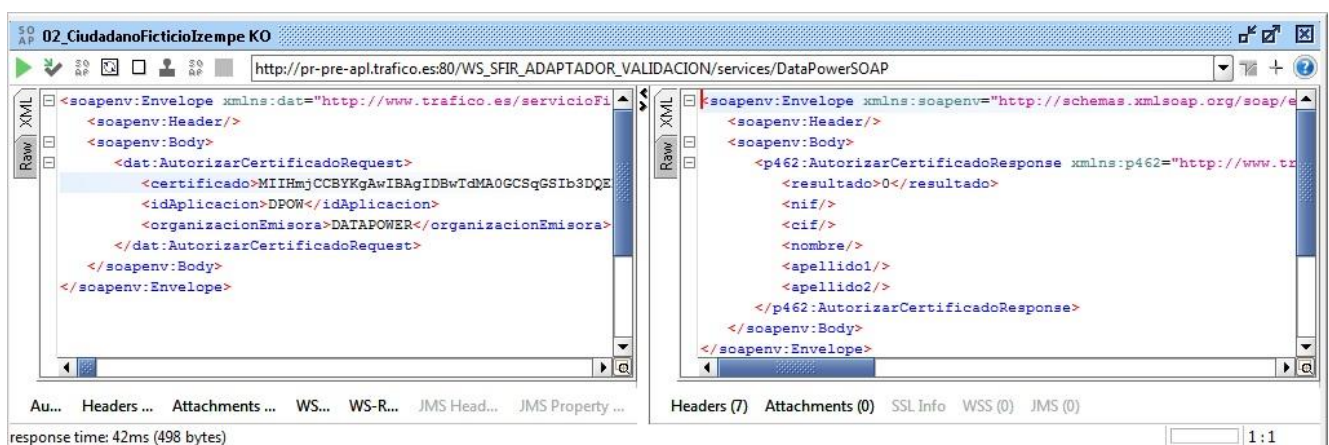 SOAP 02_CiudadanoFicticioIzempe KO
SOAP SOAP http://pr-pre-apl.trafico.es:80/WS_SFIR_ADAPTADOR_VALIDACION/services/DataPowerSOAP
XML
Raw
<soapenv:Envelope xmlns:dat="http://www.trafico.es/servicioFi
<soapenv:Header/>
<soapenv:Body>
<dat:AutorizarCertificadoRequest>
<certificado>MIIHmjCCBYKgAwIBAgIDBwTdMA0GCSqGSIb3DQE
<idAplicacion>DPOW</idAplicacion>
<organizacionEmisora>DATAPOWER</organizacionEmisora>
</dat:AutorizarCertificadoRequest>
</soapenv:Body>
</soapenv:Envelope>
Au... Headers ... Attachments ... WS... WS-R... JMS Head... JMS Property ...
XML
Raw
<soapenv:Envelope xmlns:soapenv="http://schemas.xmlsoap.org/soap/e
<soapenv:Header/>
<soapenv:Body>
<p462:AutorizarCertificadoResponse xmlns:p462="http://www.tr
<resultado>0</resultado>
<nif/>
<cif/>
<nombre/>
<apellido1/>
<apellido2/>
</p462:AutorizarCertificadoResponse>
</soapenv:Body>
</soapenv:Envelope>
Headers (7) Attachments (0) SSL Info WSS (0) JMS (0)
response time: 42ms (498 bytes)
1:1